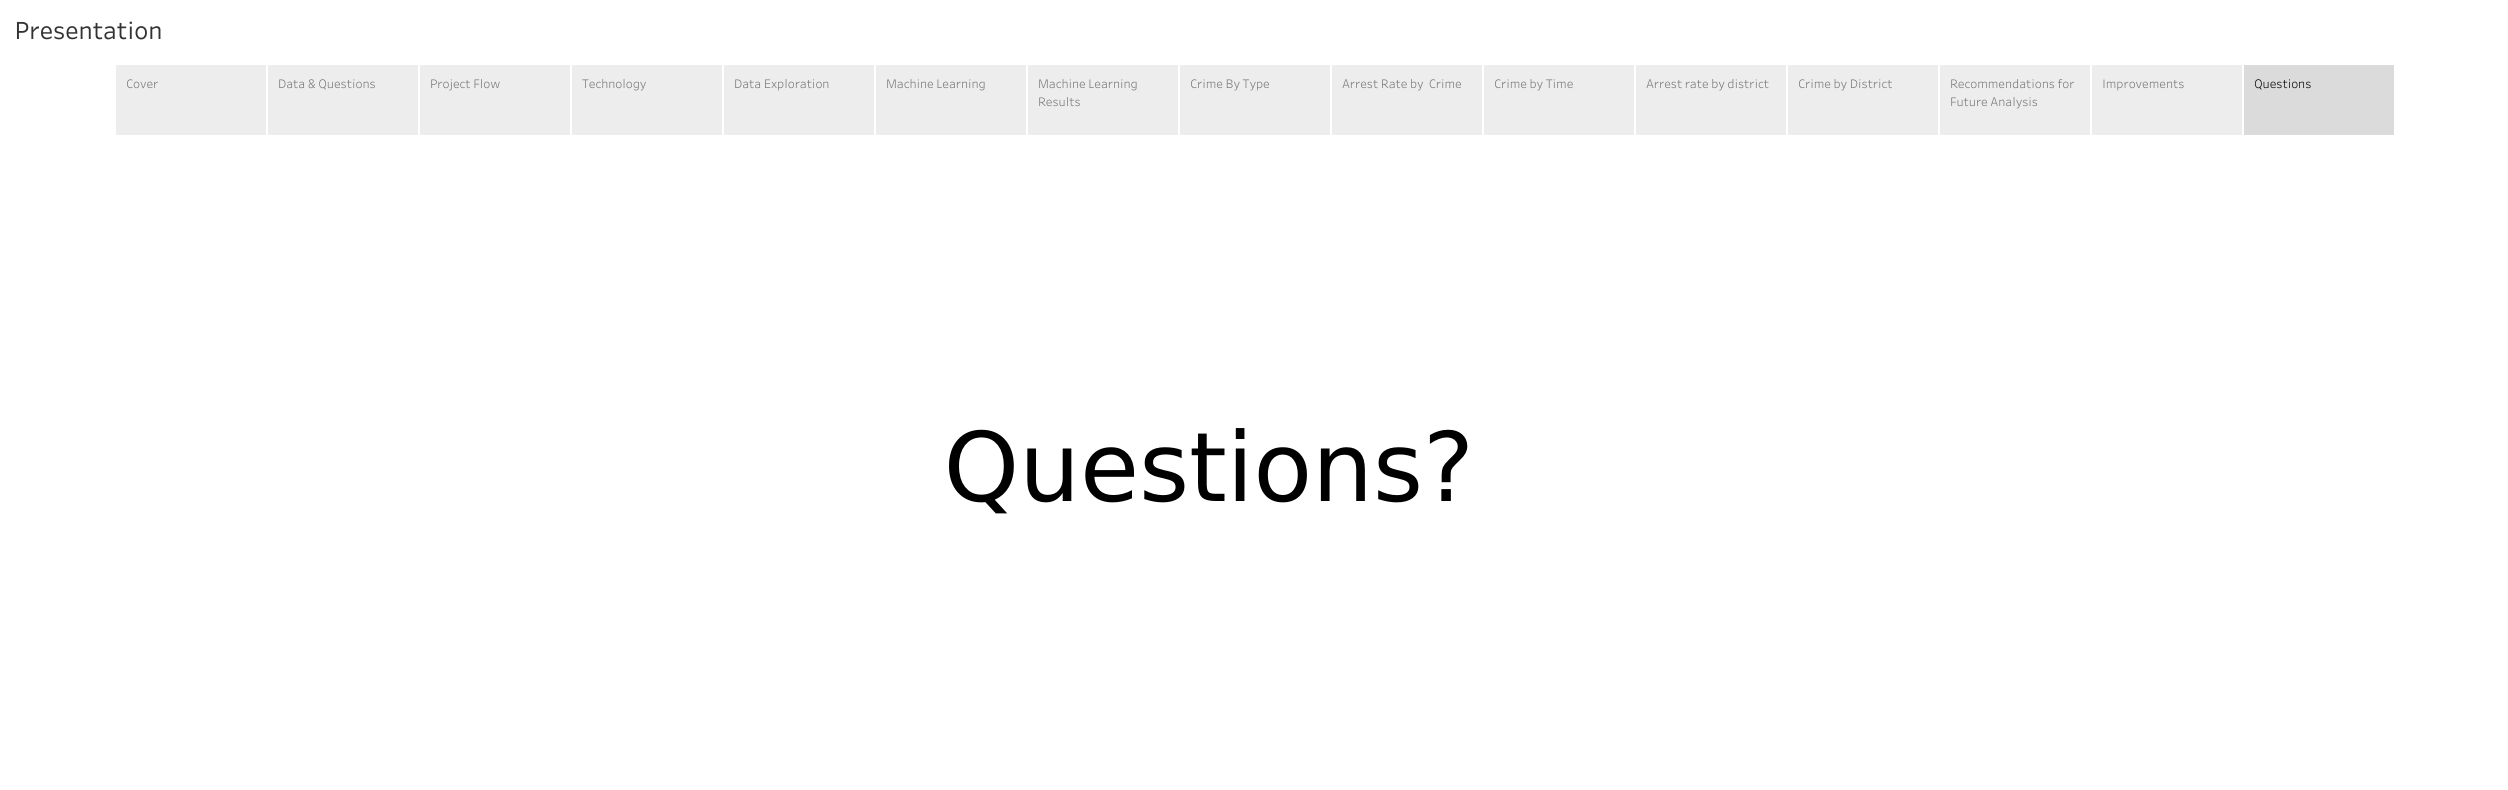 Presentation
Cover
Data & Questions
Project Flow
Technology
Data Exploration
Machine Learning
Machine Learning
Results
Crime By Type
Arrest Rate by  Crime
Crime by Time
Arrest rate by district
Crime by District
Recommendations for
Future Analysis
Improvements
Questions
Questions?